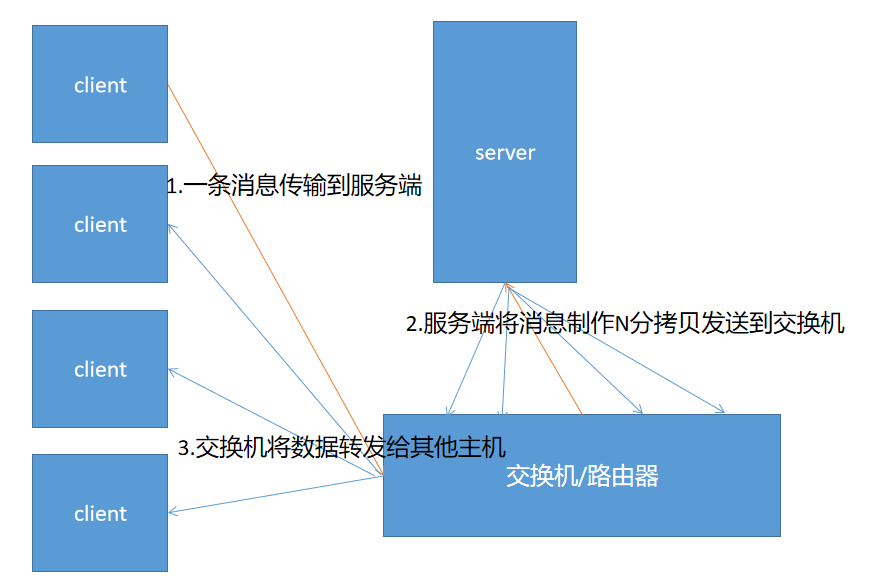 client
server
client
1.一条消息传输到服务端
client
2.服务端将消息制作N分拷贝发送到交换机
3.交换机将数据转发给其他主机
交换机/路由器
client